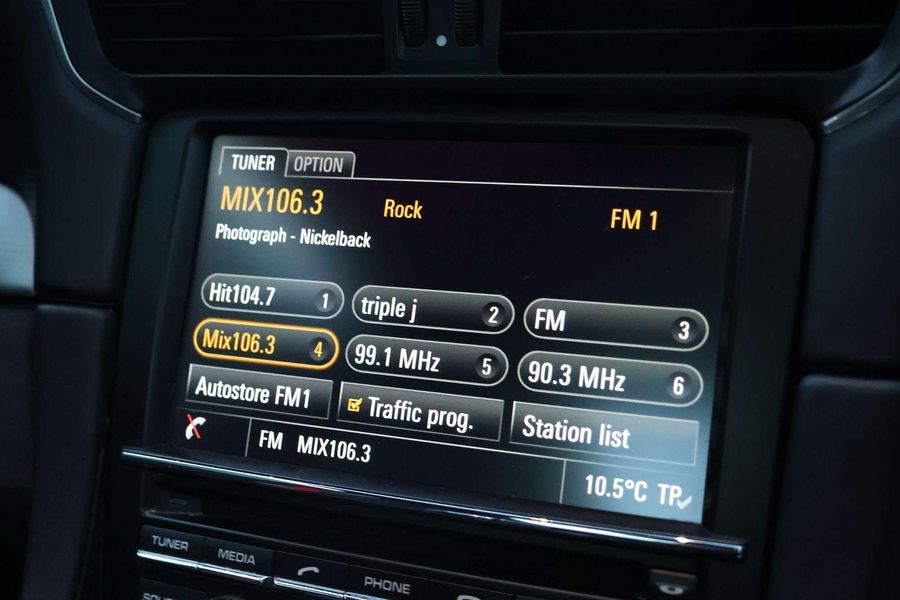 TUNER OPTION
MIX106.3 Rock FM 1
Photograph - Nickelback
Hit104.7 1 triple j 2 FM 3
Mix106.3 4 99.1 MHz 5 90.3 MHz 6
Autostore FM1 Traffic prog. Station list
FM MIX106.3
10.5°C TP
TUNER MEDIA PHONE